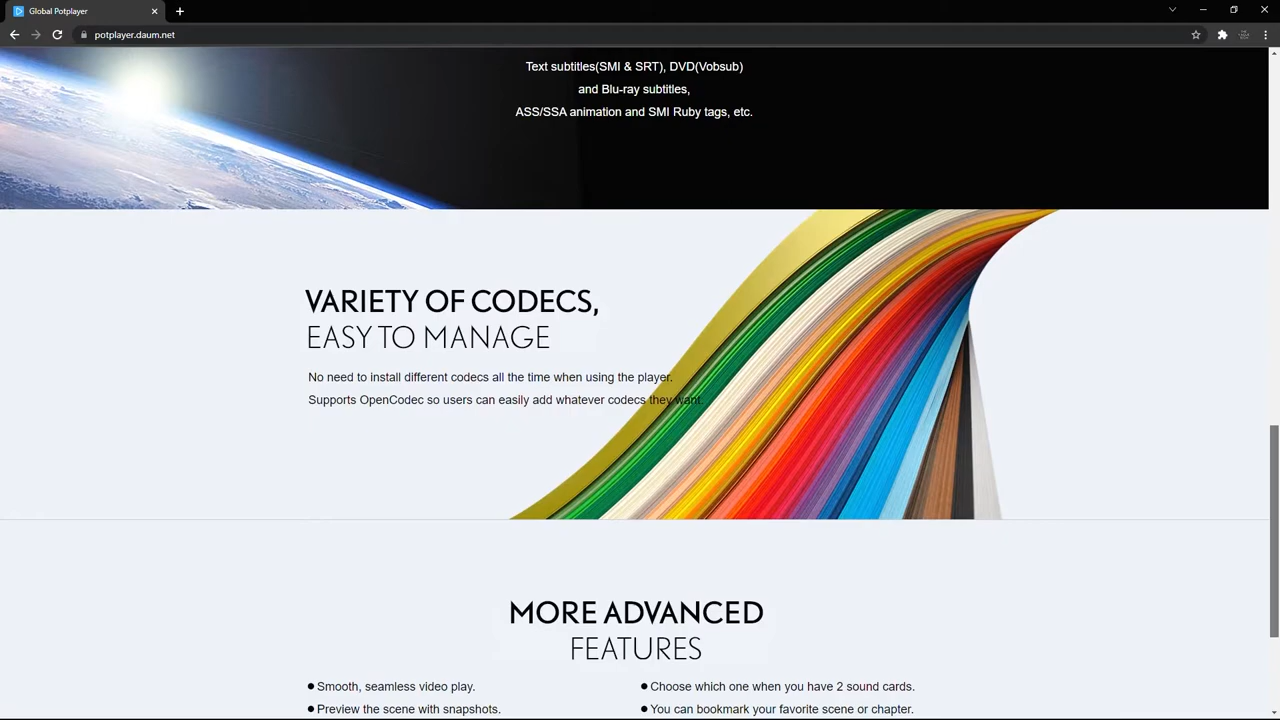 Global Potplayer
potplayer.daum.net
Text subtitles(SMI & SRT), DVD(Vobsub)
and Blu-ray subtitles,
ASS/SSA animation and SMI Ruby tags, etc.
VARIETY OF CODECS,
EASY TO MANAGE
No need to install different codecs all the time when using the player.
Supports OpenCodec so users can easily add whatever codecs they want.
MORE ADVANCED
FEATURES
Smooth, seamless video play.
Choose which one when you have 2 sound cards.
Preview the scene with snapshots.
You can bookmark your favorite scene or chapter.